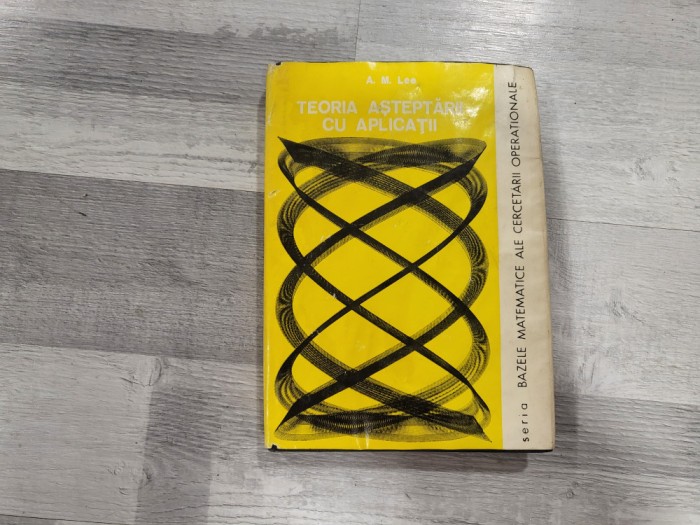 A. M. Lee
TEORIA AȘTEPTĂRII
CU APLICAȚII
seria BAZELE MATEMATICE ALE CERCETĂRII OPERAȚIONALE